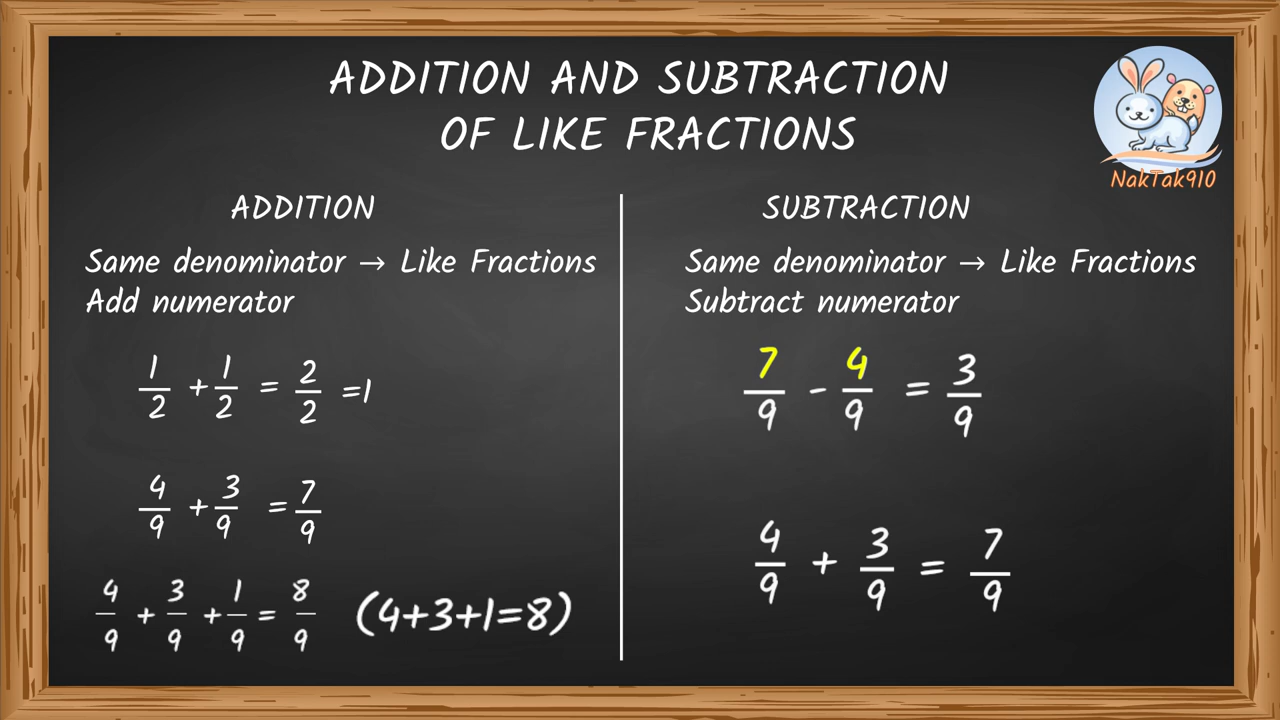 ADDITION AND SUBTRACTION
OF LIKE FRACTIONS
NakTak910
ADDITION
Same denominator → Like Fractions
Add numerator
1/2 + 1/2 = 2/2 =1
4/9 + 3/9 = 7/9
4/9 + 3/9 + 1/9 = 8/9 (4+3+1=8)
SUBTRACTION
Same denominator → Like Fractions
Subtract numerator
7/9 - 4/9 = 3/9
4/9 + 3/9 = 7/9